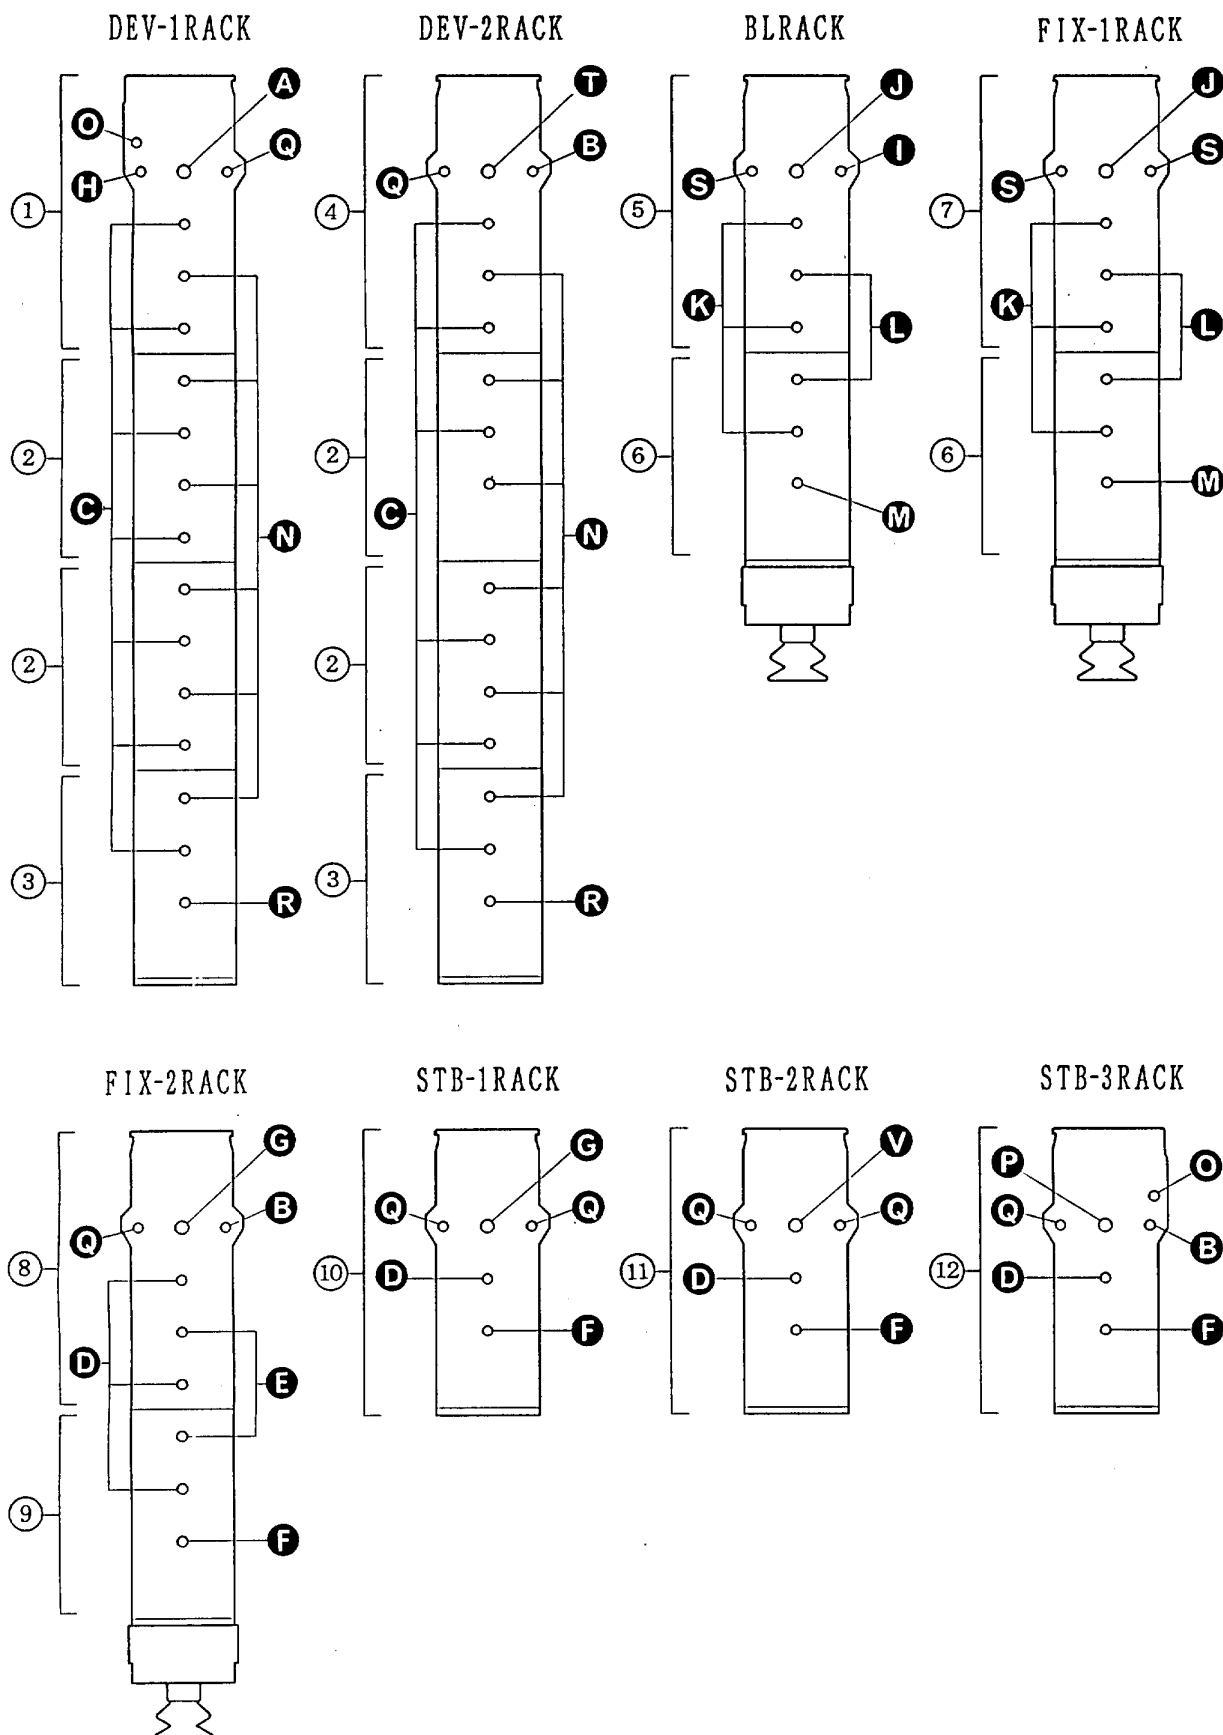 DEV-1RACK DEV-2RACK BLRACK FIX-1RACK
A T J J
O Q B I S
H Q S S
1 4 5 7
K L K L
2 2 6 6
C N C N M M
2 2
3 R 3 R
FIX-2RACK STB-1RACK STB-2RACK STB-3RACK
G G V P O
Q B Q Q Q Q Q B
8 10 D 11 D 12 D
D E F F F
9 F